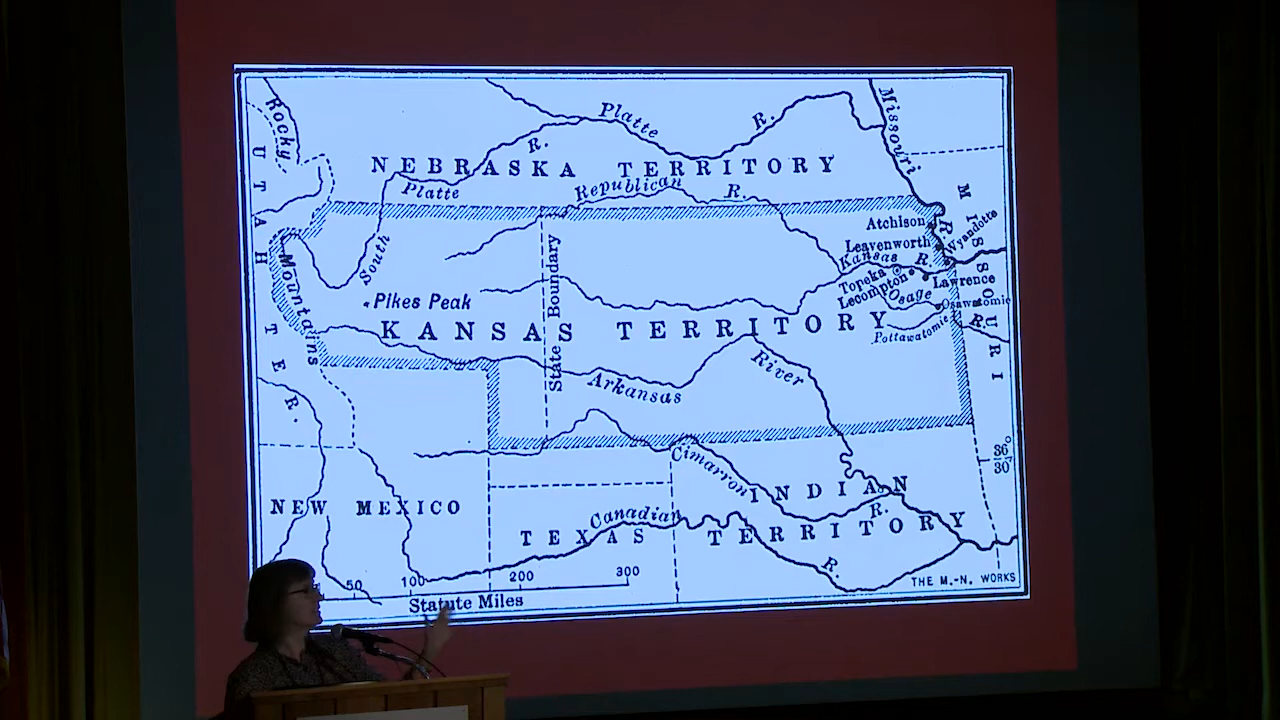 Platte
R.
R.
Missouri
Rocky
NEBRASKA TERRITORY
Platte
Republican
R.
UTAH TER.
MISSOURI
Atchison
R.
Wyandotte
Leavenworth
Kansas R.
Topeka
Lawrence
Lecompton
Osage
Osawatomie
R.
Pottawatomie
South
Mountains
Pikes Peak
State Boundary
KANSAS TERRITORY
Arkansas
River
36°
30'
Cimarron
R.
INDIAN
TERRITORY
NEW MEXICO
Canadian
R.
TEXAS
50 100 200 300
Statute Miles
THE M.-N. WORKS